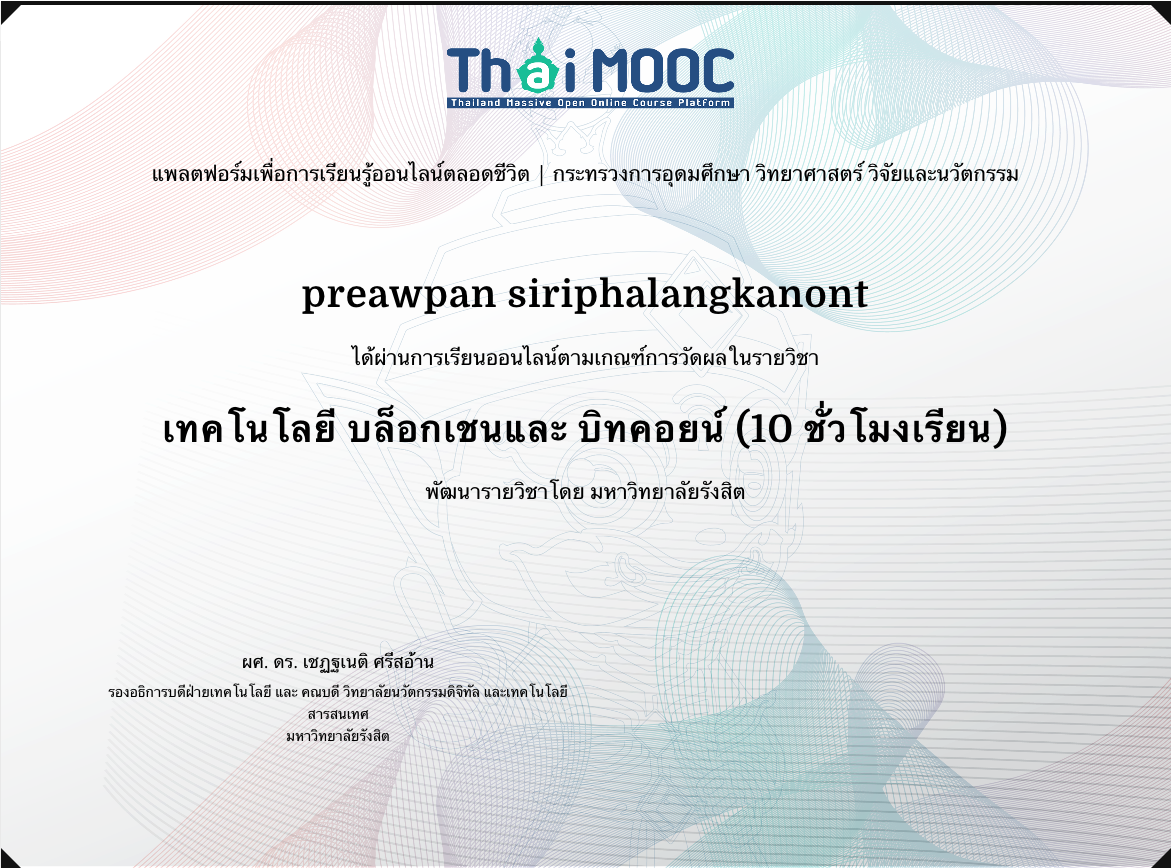 Thai MOOC
Thailand Massive Open Online Course Platform
แพลตฟอร์มเพื่อการเรียนรู้ออนไลน์ตลอดชีวิต | กระทรวงการอุดมศึกษา วิทยาศาสตร์ วิจัยและนวัตกรรม
preawpan siriphalangkanont
ได้ผ่านการเรียนออนไลน์ตามเกณฑ์การวัดผลในรายวิชา
เทคโนโลยี บล็อกเชนและ บิทคอยน์ (10 ชั่วโมงเรียน)
พัฒนารายวิชาโดย มหาวิทยาลัยรังสิต
ผศ. ดร. เชฏฐเนติ ศรีสอ้าน
รองอธิการบดีฝ่ายเทคโนโลยี และ คณบดี วิทยาลัยนวัตกรรมดิจิทัล และเทคโนโลยี
สารสนเทศ
มหาวิทยาลัยรังสิต